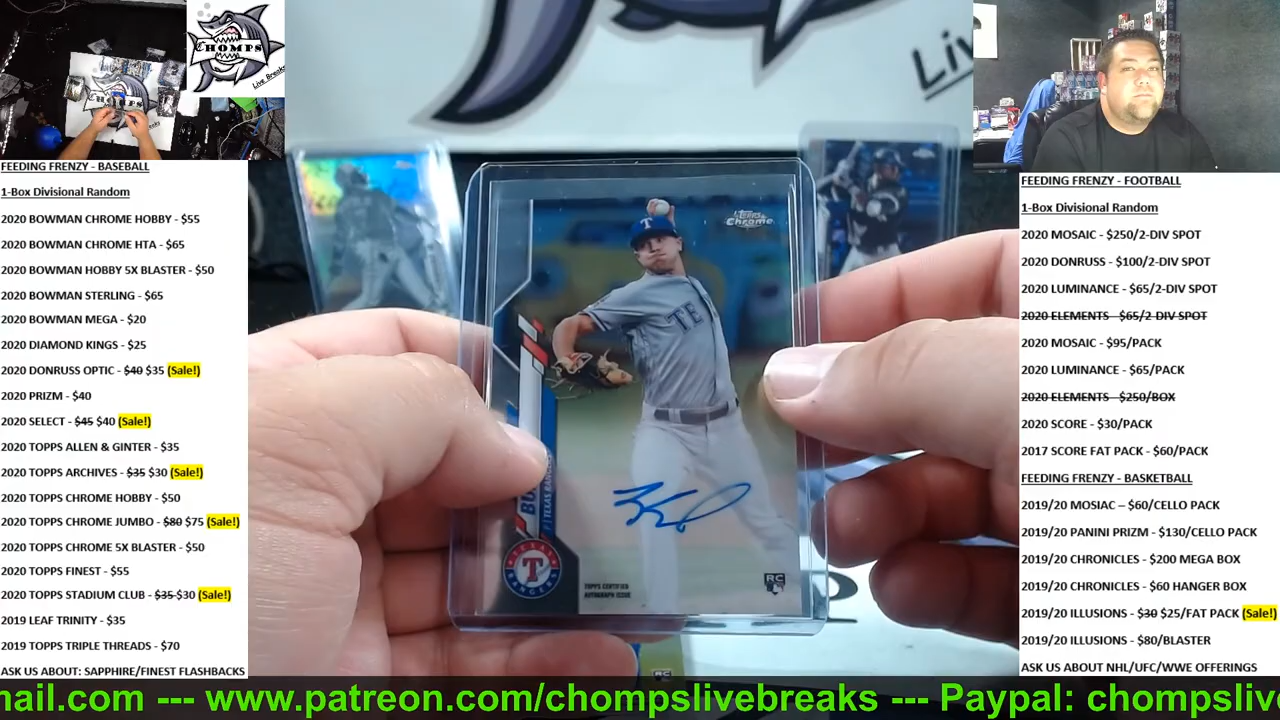 CHOMPS
Live Breaks
Live
FEEDING FRENZY - BASEBALL
1-Box Divisional Random
2020 BOWMAN CHROME HOBBY - $55
2020 BOWMAN CHROME HTA - $65
2020 BOWMAN HOBBY 5X BLASTER - $50
2020 BOWMAN STERLING - $65
2020 BOWMAN MEGA - $20
2020 DIAMOND KINGS - $25
2020 DONRUSS OPTIC - $40 $35 (Sale!)
2020 PRIZM - $40
2020 SELECT - $45 $40 (Sale!)
2020 TOPPS ALLEN & GINTER - $35
2020 TOPPS ARCHIVES - $35 $30 (Sale!)
2020 TOPPS CHROME HOBBY - $50
2020 TOPPS CHROME JUMBO - $80 $75 (Sale!)
2020 TOPPS CHROME 5X BLASTER - $50
2020 TOPPS FINEST - $55
2020 TOPPS STADIUM CLUB - $35 $30 (Sale!)
2019 LEAF TRINITY - $35
2019 TOPPS TRIPLE THREADS - $70
ASK US ABOUT: SAPPHIRE/FINEST FLASHBACKS
Topps
Chrome
T
TE
TEXAS RANGERS
TEXAS
T
RANGERS
TOPPS CERTIFIED
AUTOGRAPH ISSUE
RC
FEEDING FRENZY - FOOTBALL
1-Box Divisional Random
2020 MOSAIC - $250/2-DIV SPOT
2020 DONRUSS - $100/2-DIV SPOT
2020 LUMINANCE - $65/2-DIV SPOT
2020 ELEMENTS - $65/2-DIV SPOT
2020 MOSAIC - $95/PACK
2020 LUMINANCE - $65/PACK
2020 ELEMENTS - $250/BOX
2020 SCORE - $30/PACK
2017 SCORE FAT PACK - $60/PACK
FEEDING FRENZY - BASKETBALL
2019/20 MOSIAC – $60/CELLO PACK
2019/20 PANINI PRIZM - $130/CELLO PACK
2019/20 CHRONICLES - $200 MEGA BOX
2019/20 CHRONICLES - $60 HANGER BOX
2019/20 ILLUSIONS - $30 $25/FAT PACK (Sale!)
2019/20 ILLUSIONS - $80/BLASTER
ASK US ABOUT NHL/UFC/WWE OFFERINGS
mail.com --- www.patreon.com/chompslivebreaks --- Paypal: chompsliv